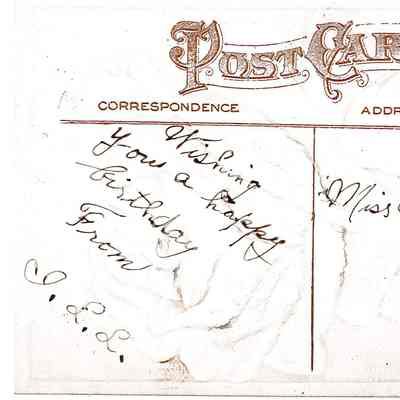 POST CAR
CORRESPONDENCE
ADDR
Wishing
you a happy
birthday
From
I. L. L.
Miss